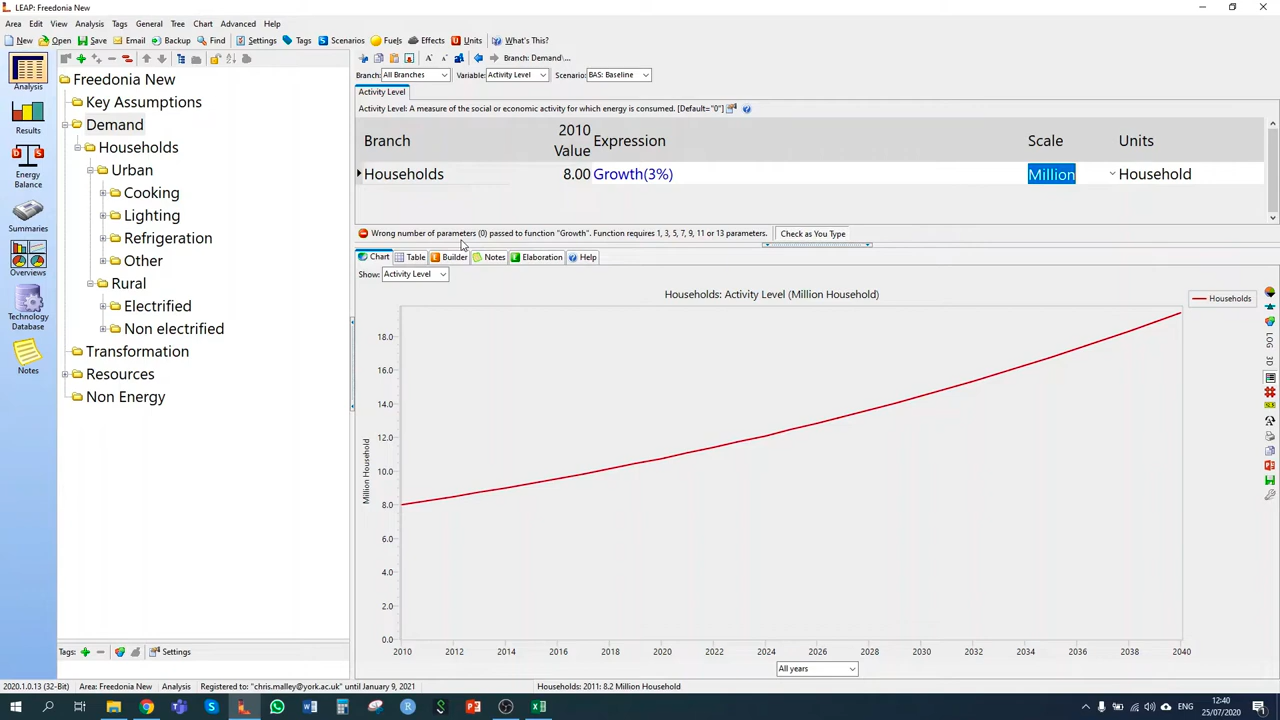 LEAP: Freedonia New
Area Edit View Analysis Tags General Tree Chart Advanced Help
New Open Save Email Backup Find Settings Tags Scenarios Fuels Effects Units What's This?
Analysis
Results
Energy
Balance
Summaries
Overviews
Technology
Database
Notes
Freedonia New
Key Assumptions
Demand
Households
Urban
Cooking
Lighting
Refrigeration
Other
Rural
Electrified
Non electrified
Transformation
Resources
Non Energy
Tags: Settings
Branch: Demand\...
Branch: All Branches Variable: Activity Level Scenario: BAS: Baseline
Activity Level
Activity Level: A measure of the social or economic activity for which energy is consumed. [Default="0"]
Branch 2010 Value Expression Scale Units
Households 8.00 Growth(3%) Million Household
Wrong number of parameters (0) passed to function "Growth". Function requires 1, 3, 5, 7, 9, 11 or 13 parameters. Check as You Type
Chart Table Builder Notes Elaboration Help
Show: Activity Level
Households: Activity Level (Million Household)
Households
LOG
3D
Million Household
18.0
16.0
14.0
12.0
10.0
8.0
6.0
4.0
2.0
0.0
2010 2012 2014 2016 2018 2020 2022 2024 2026 2028 2030 2032 2034 2036 2038 2040
All years
2020.1.0.13 (32-Bit) Area: Freedonia New Analysis Registered to: "chris.malley@york.ac.uk" until January 9, 2021 Households: 2011: 8.2 Million Household
12:40
25/07/2020